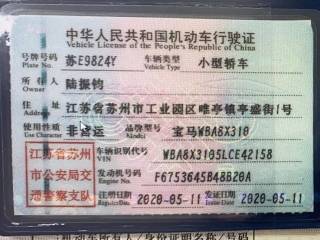 中华人民共和国机动车行驶证
Vehicle License of the People's Republic of China
号牌号码 苏E98Z4Y 车辆类型 小型轿车
Plate No. Vehicle Type
所有人 陆振钧
Owner
住址 江苏省苏州市工业园区唯亭镇亭盛街1号
Address
使用性质 非营运 品牌型号 宝马WBA8X310
Use Character Model
江苏省苏州市公安局交通警察支队
车辆识别代号 WBA8X3105LCE42158
VIN
发动机号码 F6753645B48B20A
Engine No.
注册日期 2020-05-11 发证日期 2020-05-11
Register Date Issue Date